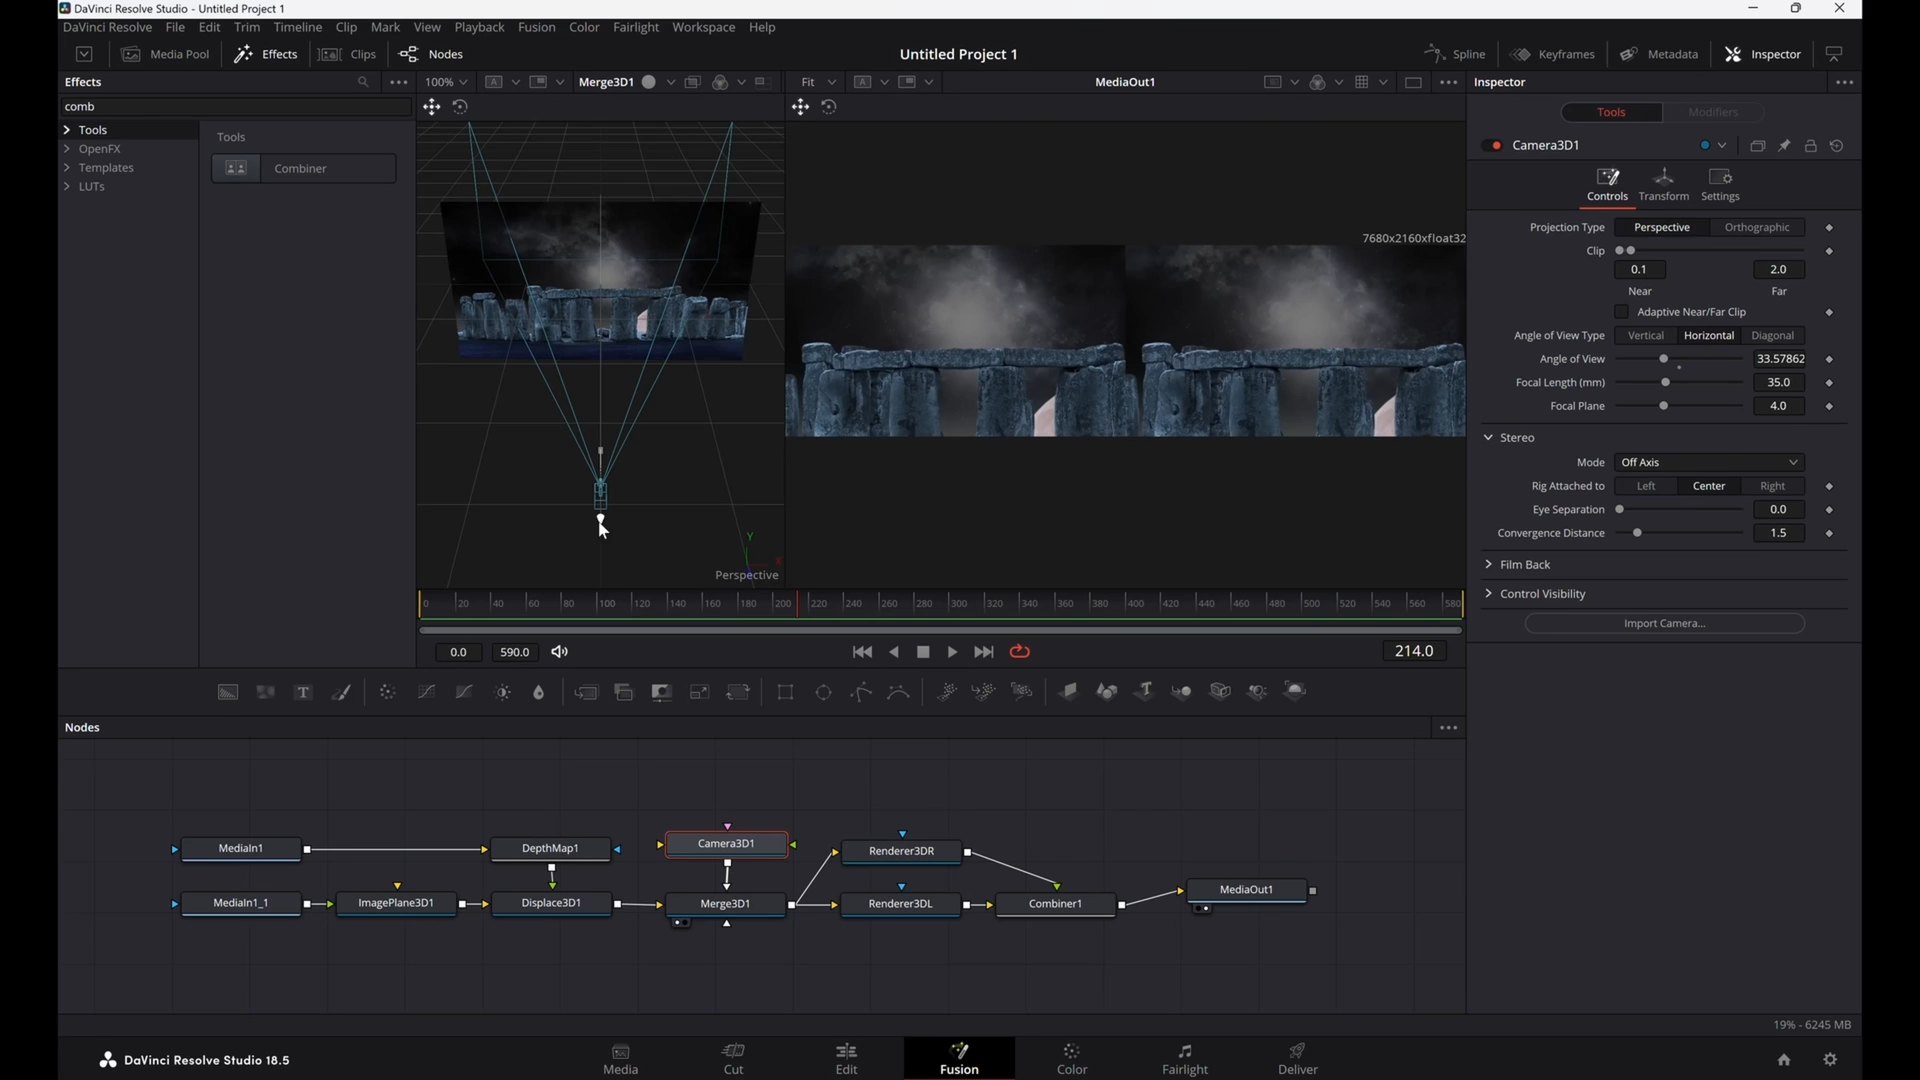 DaVinci Resolve Studio - Untitled Project 1
DaVinci Resolve File Edit Trim Timeline Clip Mark View Playback Fusion Color Fairlight Workspace Help
Media Pool Effects Clips Nodes Untitled Project 1 Spline Keyframes Metadata Inspector
Effects 100% A Merge3D1 Fit A MediaOut1 Inspector
comb Tools Modifiers
Tools
OpenFX
Templates
LUTs
Tools
Combiner
Camera3D1
Controls Transform Settings
7680x2160xfloat32
Perspective
Y
X
Projection Type Perspective Orthographic
Clip
0.1 2.0
Near Far
Adaptive Near/Far Clip
Angle of View Type Vertical Horizontal Diagonal
Angle of View 33.57862
Focal Length (mm) 35.0
Focal Plane 4.0
Stereo
Mode Off Axis
Rig Attached to Left Center Right
Eye Separation 0.0
Convergence Distance 1.5
Film Back
Control Visibility
Import Camera...
0 20 40 60 80 100 120 140 160 180 200 220 240 260 280 300 320 340 360 380 400 420 440 460 480 500 520 540 560 580
0.0 590.0 214.0
T T
Nodes
MediaIn1 DepthMap1 Camera3D1 Renderer3DR
MediaIn1_1 ImagePlane3D1 Displace3D1 Merge3D1 Renderer3DL Combiner1 MediaOut1
19% - 6245 MB
DaVinci Resolve Studio 18.5 Media Cut Edit Fusion Color Fairlight Deliver